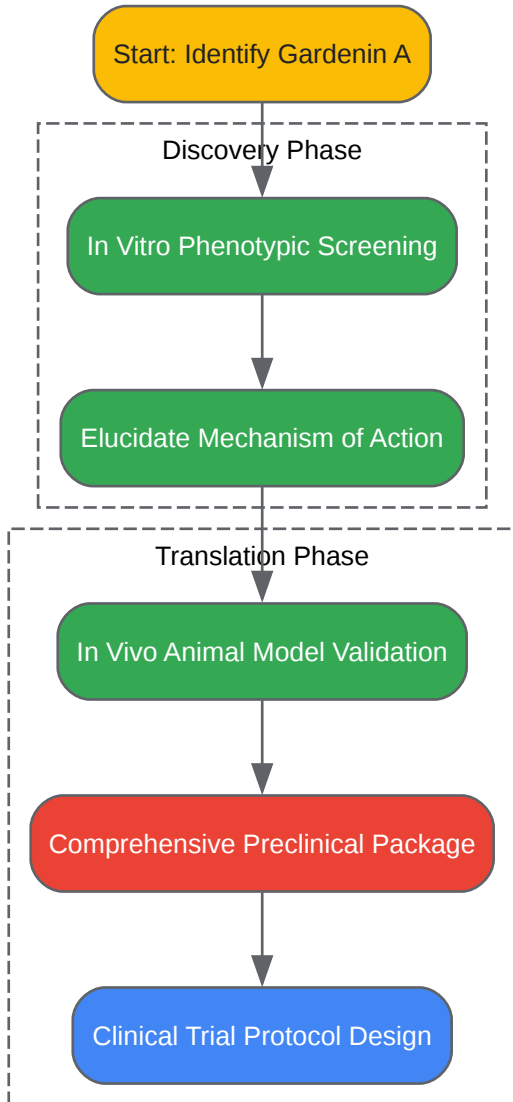 Start: Identify Gardenin A
Discovery Phase
In Vitro Phenotypic Screening
Elucidate Mechanism of Action
Translation Phase
In Vivo Animal Model Validation
Comprehensive Preclinical Package
Clinical Trial Protocol Design